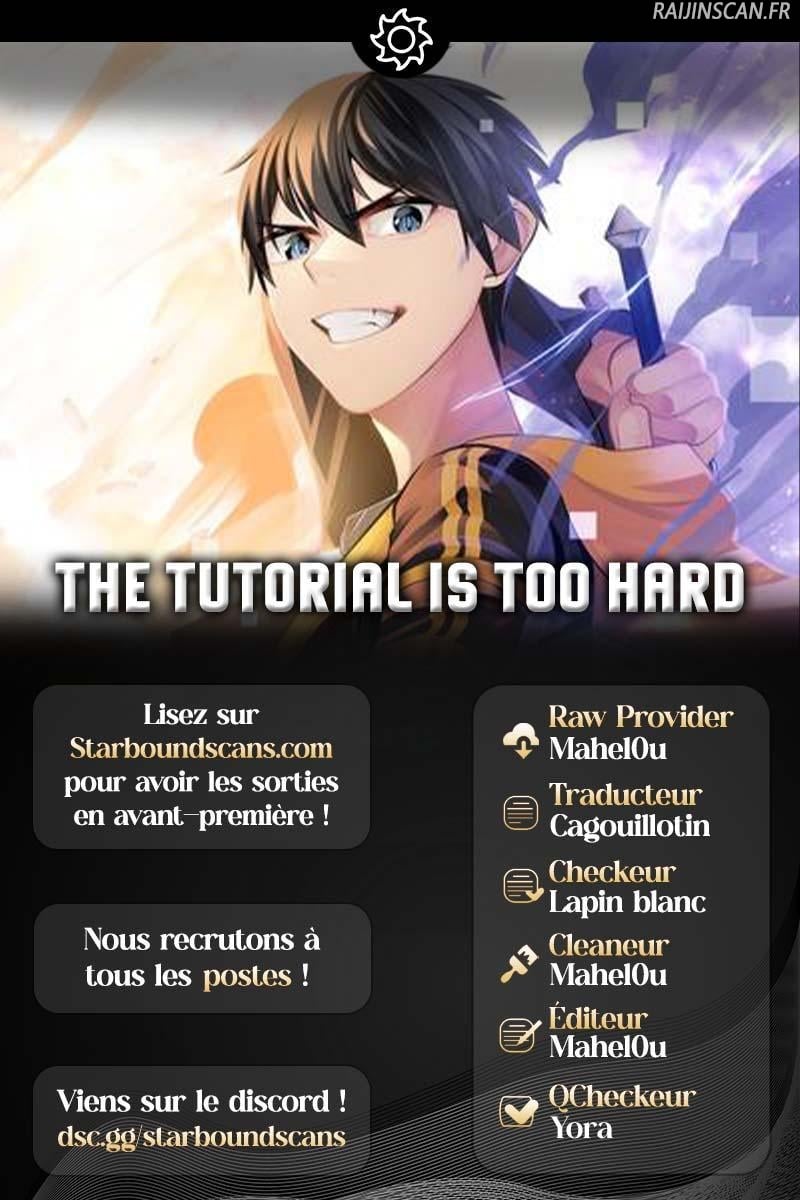 RAIJINSCAN.FR
THE TUTORIAL IS TOO HARD
Lisez sur
Starboundscans.com
pour avoir les sorties
en avant-première !
Nous recrutons à
tous les postes !
Viens sur le discord !
dsc.gg/starboundscans
Raw Provider
Mahel0u
Traducteur
Cagouillotin
Checkeur
Lapin blanc
Cleaneur
Mahel0u
Éditeur
Mahel0u
QCheckeur
Yora